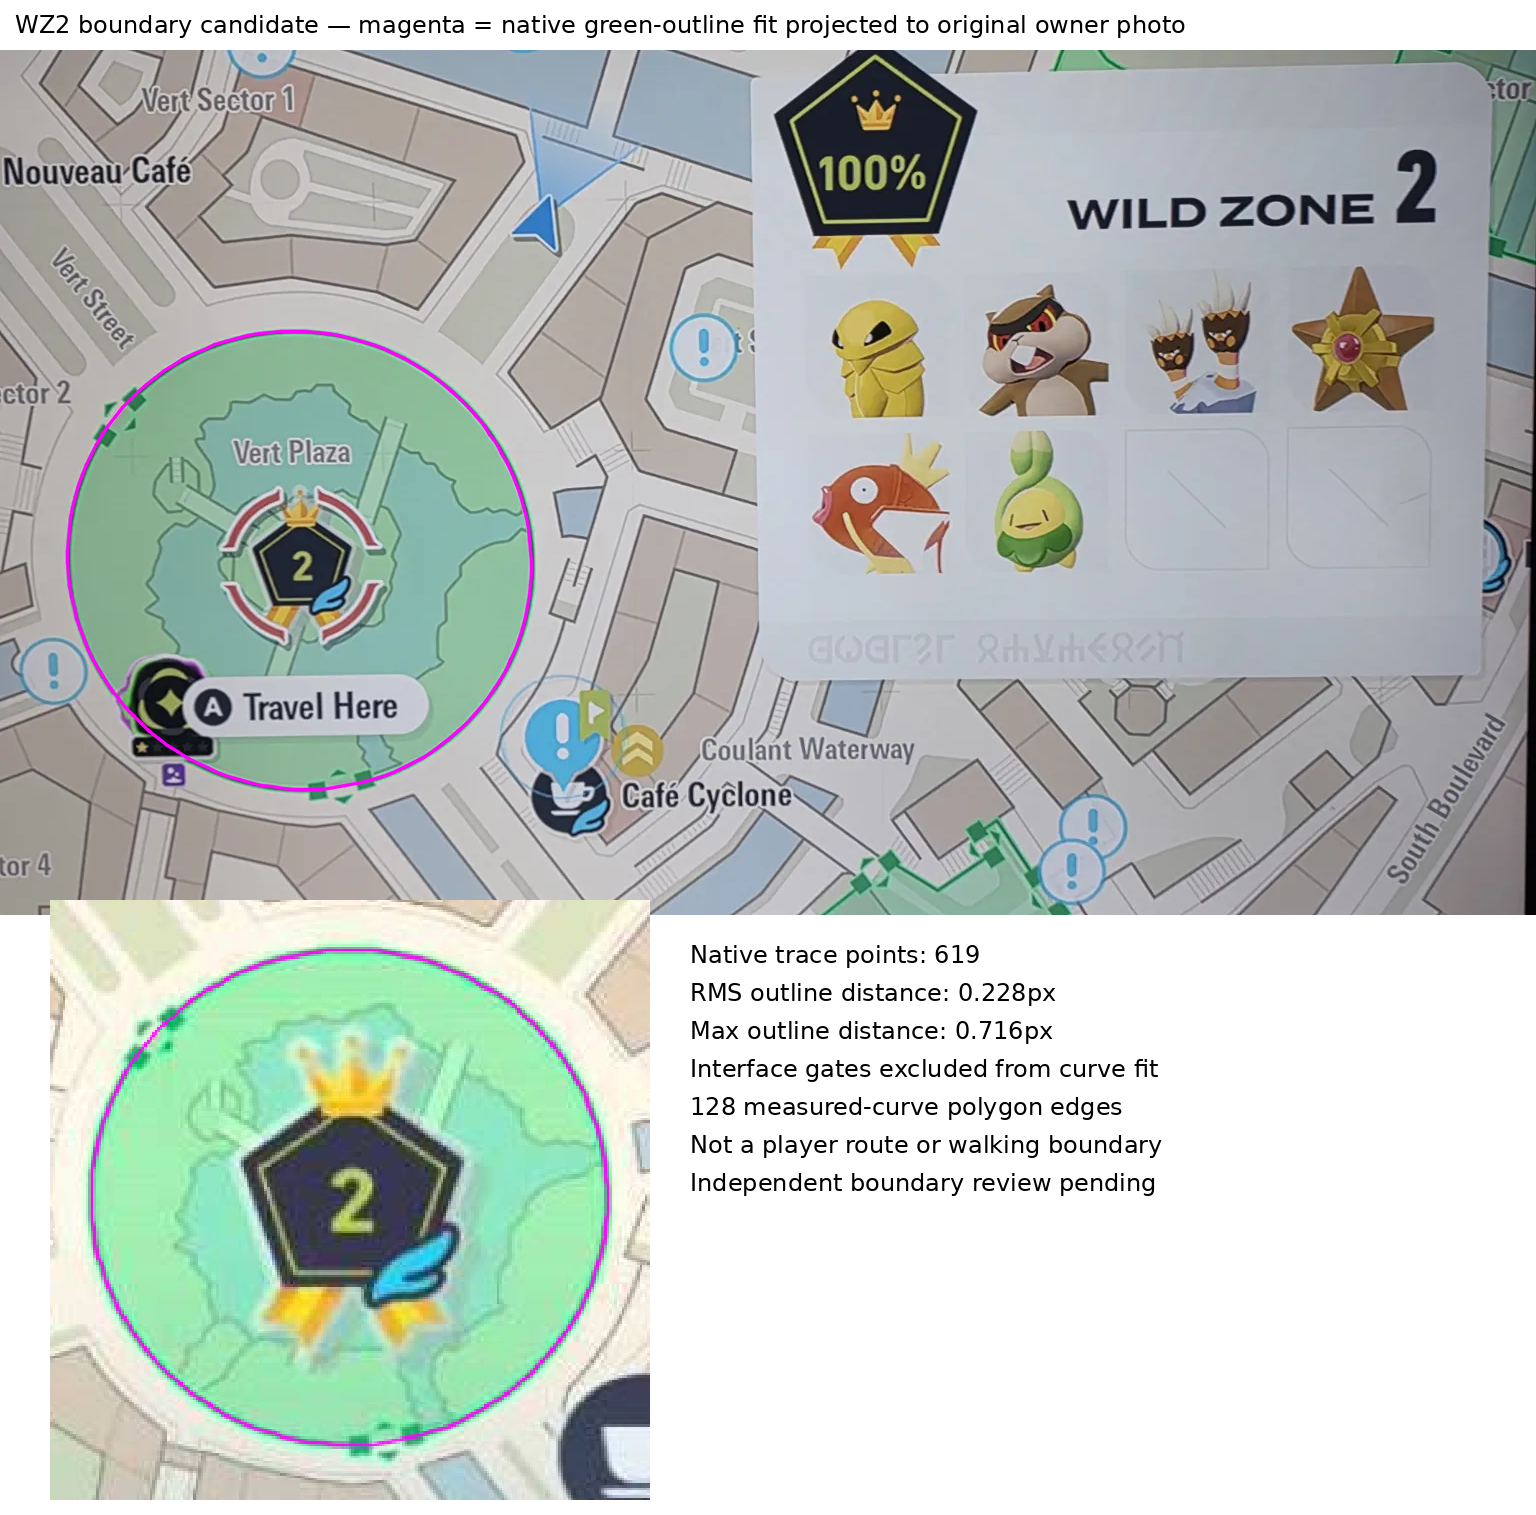 WZ2 boundary candidate — magenta = native green-outline fit projected to original owner photo
Vert Sector 1
Nouveau Café
Vert Street
ctor 2
Vert Plaza
2
A Travel Here
Coulant Waterway
Café Cyclone
tor 4
South Boulevard
ctor
100%
WILD ZONE 2
2
Native trace points: 619
RMS outline distance: 0.228px
Max outline distance: 0.716px
Interface gates excluded from curve fit
128 measured-curve polygon edges
Not a player route or walking boundary
Independent boundary review pending